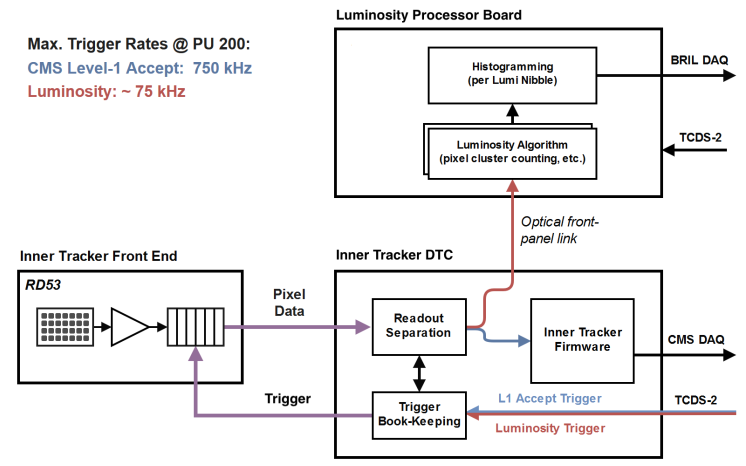 Luminosity Processor Board
Max. Trigger Rates @ PU 200:
CMS Level-1 Accept: 750 kHz
Luminosity: ~ 75 kHz
Histogramming
(per Lumi Nibble)
BRIL DAQ
Luminosity Algorithm
(pixel cluster counting, etc.)
TCDS-2
Optical front-
panel link
Inner Tracker Front End
Inner Tracker DTC
RD53
Pixel
Data
Readout
Separation
Inner Tracker
Firmware
CMS DAQ
Trigger
Trigger
Book-Keeping
L1 Accept Trigger
Luminosity Trigger
TCDS-2